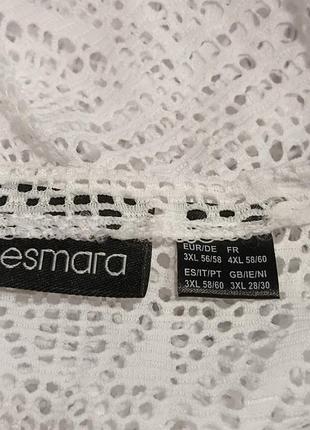 esmara
EUR/DE FR
3XL 56/58 4XL 58/60
ES/IT/PT GB/IE/NI
3XL 58/60 3XL 28/30